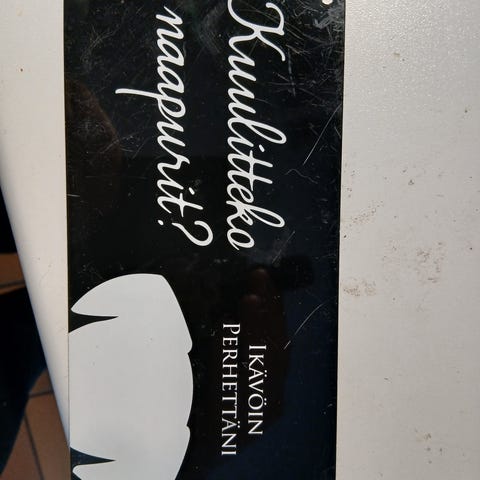 Kuulitteko
naapurit?
IKÄVÖIN
PERHETTÄNI